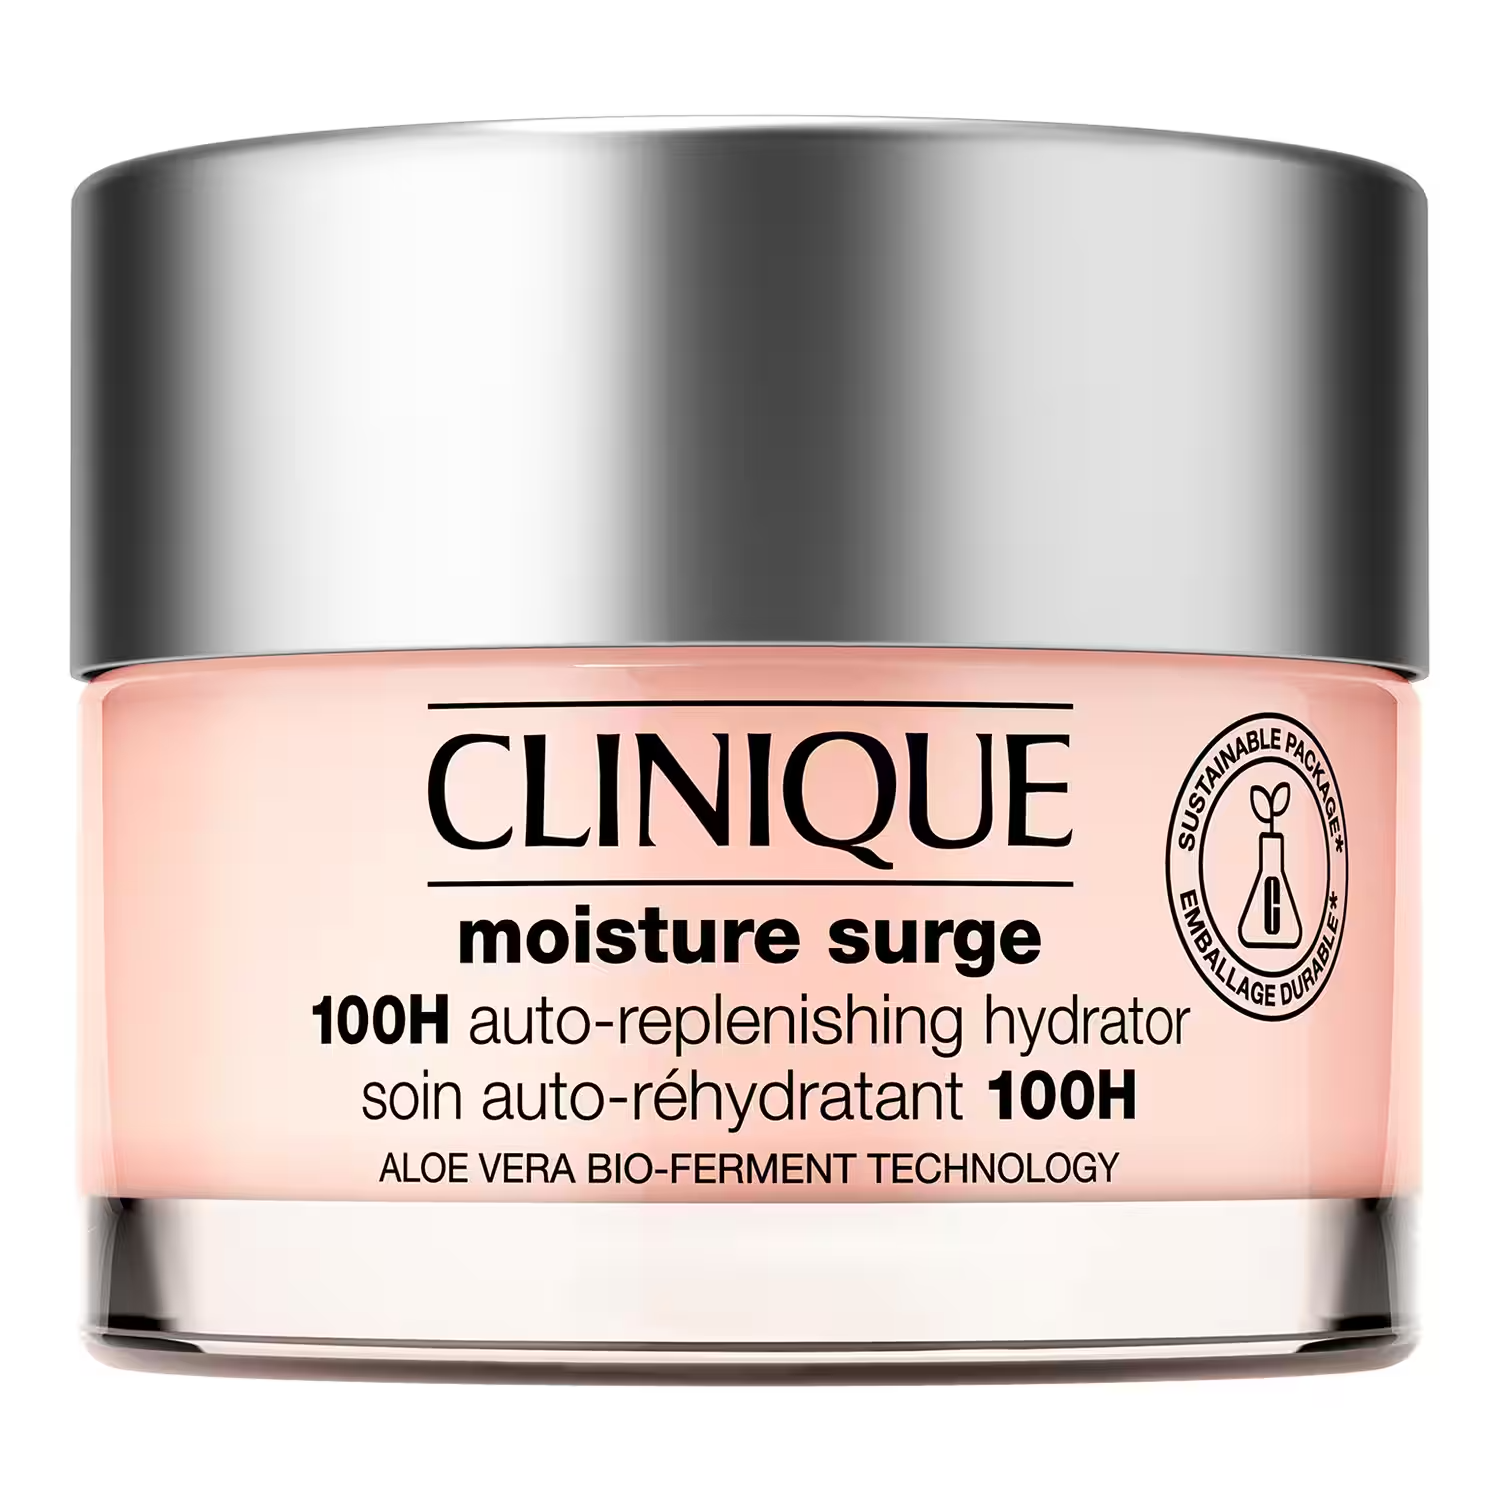 CLINIQUE
moisture surge
100H auto-replenishing hydrator
soin auto-réhydratant 100H
ALOE VERA BIO-FERMENT TECHNOLOGY
SUSTAINABLE PACKAGE*
EMBALLAGE DURABLE*
C